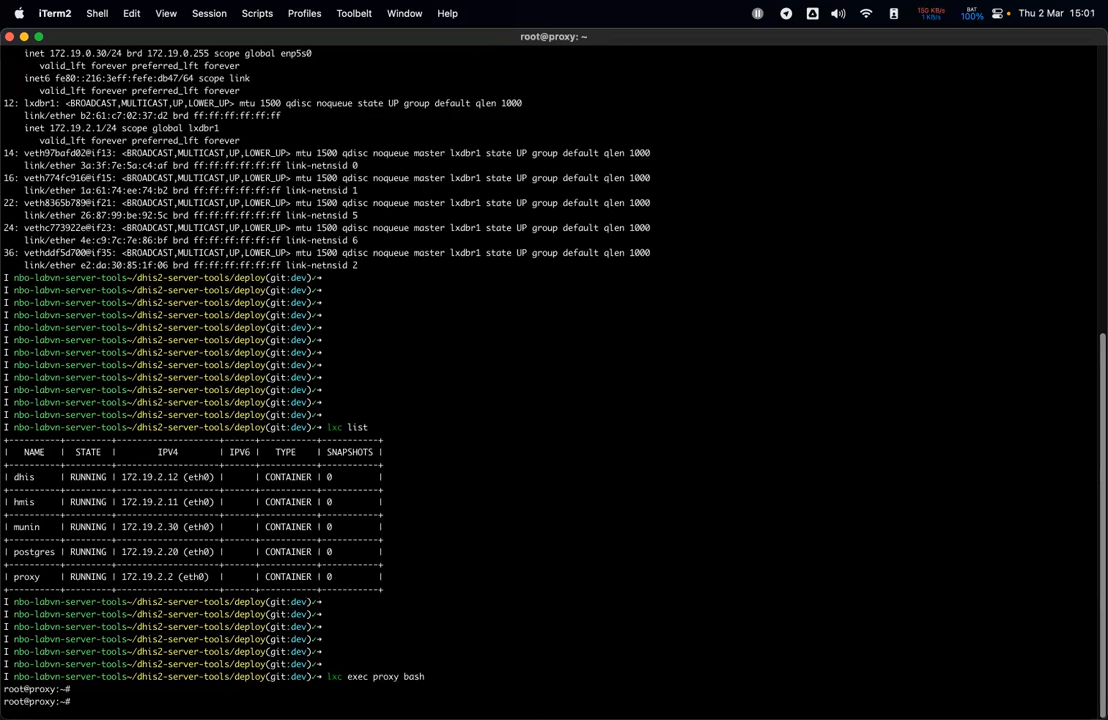 iTerm2 Shell Edit View Session Scripts Profiles Toolbelt Window Help 150 KB/s 1 KB/s BAT 100% Thu 2 Mar 15:01
root@proxy: ~
inet 172.19.0.30/24 brd 172.19.0.255 scope global enp5s0
valid_lft forever preferred_lft forever
inet6 fe80::216:3eff:fefe:db47/64 scope link
valid_lft forever preferred_lft forever
12: lxdbr1: <BROADCAST,MULTICAST,UP,LOWER_UP> mtu 1500 qdisc noqueue state UP group default qlen 1000
link/ether b2:61:c7:02:37:d2 brd ff:ff:ff:ff:ff:ff
inet 172.19.2.1/24 scope global lxdbr1
valid_lft forever preferred_lft forever
14: veth97bafd02@if13: <BROADCAST,MULTICAST,UP,LOWER_UP> mtu 1500 qdisc noqueue master lxdbr1 state UP group default qlen 1000
link/ether 3a:3f:7e:5a:c4:af brd ff:ff:ff:ff:ff:ff link-netnsid 0
16: veth774fc916@if15: <BROADCAST,MULTICAST,UP,LOWER_UP> mtu 1500 qdisc noqueue master lxdbr1 state UP group default qlen 1000
link/ether 1a:61:74:ee:74:b2 brd ff:ff:ff:ff:ff:ff link-netnsid 1
22: veth8365b789@if21: <BROADCAST,MULTICAST,UP,LOWER_UP> mtu 1500 qdisc noqueue master lxdbr1 state UP group default qlen 1000
link/ether 26:87:99:be:92:5c brd ff:ff:ff:ff:ff:ff link-netnsid 5
24: vethc773922e@if23: <BROADCAST,MULTICAST,UP,LOWER_UP> mtu 1500 qdisc noqueue master lxdbr1 state UP group default qlen 1000
link/ether 4e:c9:7c:7e:86:bf brd ff:ff:ff:ff:ff:ff link-netnsid 6
36: vethddf5d700@if35: <BROADCAST,MULTICAST,UP,LOWER_UP> mtu 1500 qdisc noqueue master lxdbr1 state UP group default qlen 1000
link/ether e2:da:30:85:1f:06 brd ff:ff:ff:ff:ff:ff link-netnsid 2
I nbo-labvn-server-tools~/dhis2-server-tools/deploy(git:dev)✓➜
I nbo-labvn-server-tools~/dhis2-server-tools/deploy(git:dev)✓➜
I nbo-labvn-server-tools~/dhis2-server-tools/deploy(git:dev)✓➜
I nbo-labvn-server-tools~/dhis2-server-tools/deploy(git:dev)✓➜
I nbo-labvn-server-tools~/dhis2-server-tools/deploy(git:dev)✓➜
I nbo-labvn-server-tools~/dhis2-server-tools/deploy(git:dev)✓➜
I nbo-labvn-server-tools~/dhis2-server-tools/deploy(git:dev)✓➜
I nbo-labvn-server-tools~/dhis2-server-tools/deploy(git:dev)✓➜
I nbo-labvn-server-tools~/dhis2-server-tools/deploy(git:dev)✓➜
I nbo-labvn-server-tools~/dhis2-server-tools/deploy(git:dev)✓➜
I nbo-labvn-server-tools~/dhis2-server-tools/deploy(git:dev)✓➜
I nbo-labvn-server-tools~/dhis2-server-tools/deploy(git:dev)✓➜
I nbo-labvn-server-tools~/dhis2-server-tools/deploy(git:dev)✓➜ lxc list
| NAME | STATE | IPV4 | IPV6 | TYPE | SNAPSHOTS |
| dhis | RUNNING | 172.19.2.12 (eth0) | | CONTAINER | 0 |
| hmis | RUNNING | 172.19.2.11 (eth0) | | CONTAINER | 0 |
| munin | RUNNING | 172.19.2.30 (eth0) | | CONTAINER | 0 |
| postgres | RUNNING | 172.19.2.20 (eth0) | | CONTAINER | 0 |
| proxy | RUNNING | 172.19.2.2 (eth0) | | CONTAINER | 0 |
I nbo-labvn-server-tools~/dhis2-server-tools/deploy(git:dev)✓➜
I nbo-labvn-server-tools~/dhis2-server-tools/deploy(git:dev)✓➜
I nbo-labvn-server-tools~/dhis2-server-tools/deploy(git:dev)✓➜
I nbo-labvn-server-tools~/dhis2-server-tools/deploy(git:dev)✓➜
I nbo-labvn-server-tools~/dhis2-server-tools/deploy(git:dev)✓➜
I nbo-labvn-server-tools~/dhis2-server-tools/deploy(git:dev)✓➜
I nbo-labvn-server-tools~/dhis2-server-tools/deploy(git:dev)✓➜ lxc exec proxy bash
root@proxy:~#
root@proxy:~#